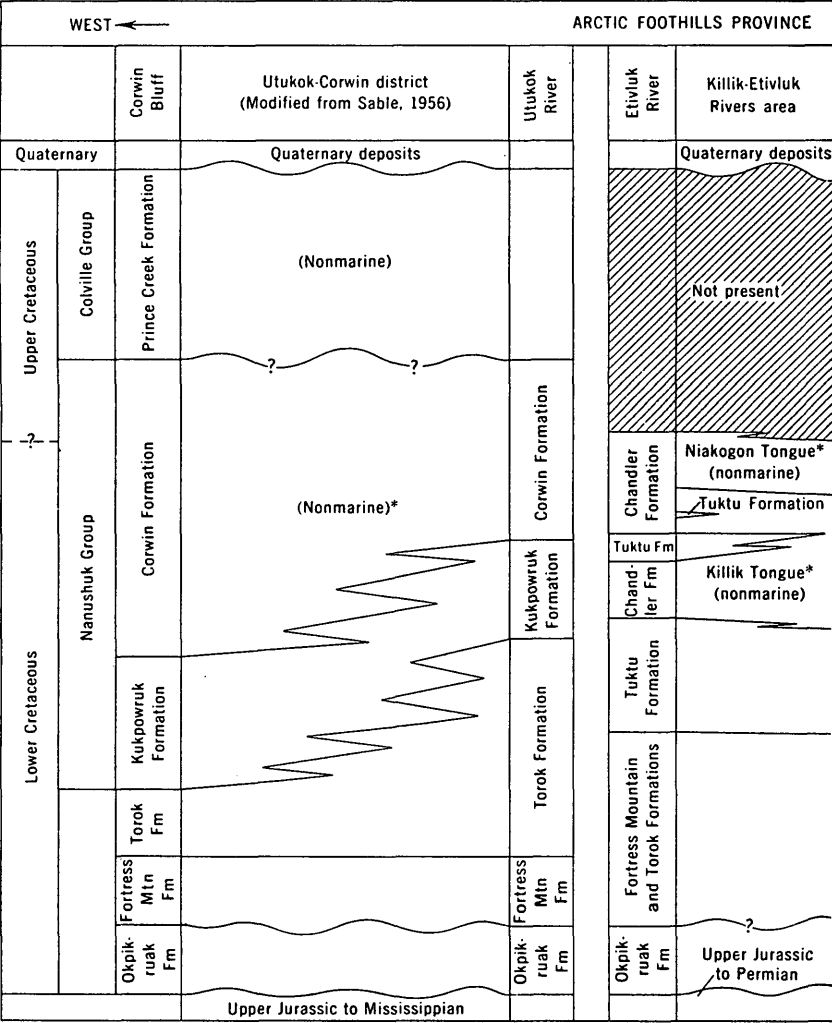 WEST
ARCTIC FOOTHILLS PROVINCE
Corwin
Bluff
Utukok-Corwin district
(Modified from Sable, 1956)
Utukok
River
Etivluk
River
Killik-Etivluk
Rivers area
Quaternary
Quaternary deposits
Quaternary deposits
Upper Cretaceous
Colville Group
Prince Creek Formation
(Nonmarine)
Not present
?
?
?
Lower Cretaceous
Nanushuk Group
Corwin Formation
(Nonmarine)*
Corwin Formation
Chandler
Formation
Niakogon Tongue*
(nonmarine)
Tuktu Formation
Tuktu Fm
Kukpowruk
Formation
Chand-
ler Fm
Killik Tongue*
(nonmarine)
Kukpowruk
Formation
Torok Formation
Tuktu
Formation
Torok
Fm
Fortress Mountain
and Torok Formations
Fortress
Mtn
Fm
Fortress
Mtn
Fm
?
Okpik-
ruak
Fm
Okpik-
ruak
Fm
Okpik-
ruak
Fm
Upper Jurassic
to Permian
Upper Jurassic to Mississippian